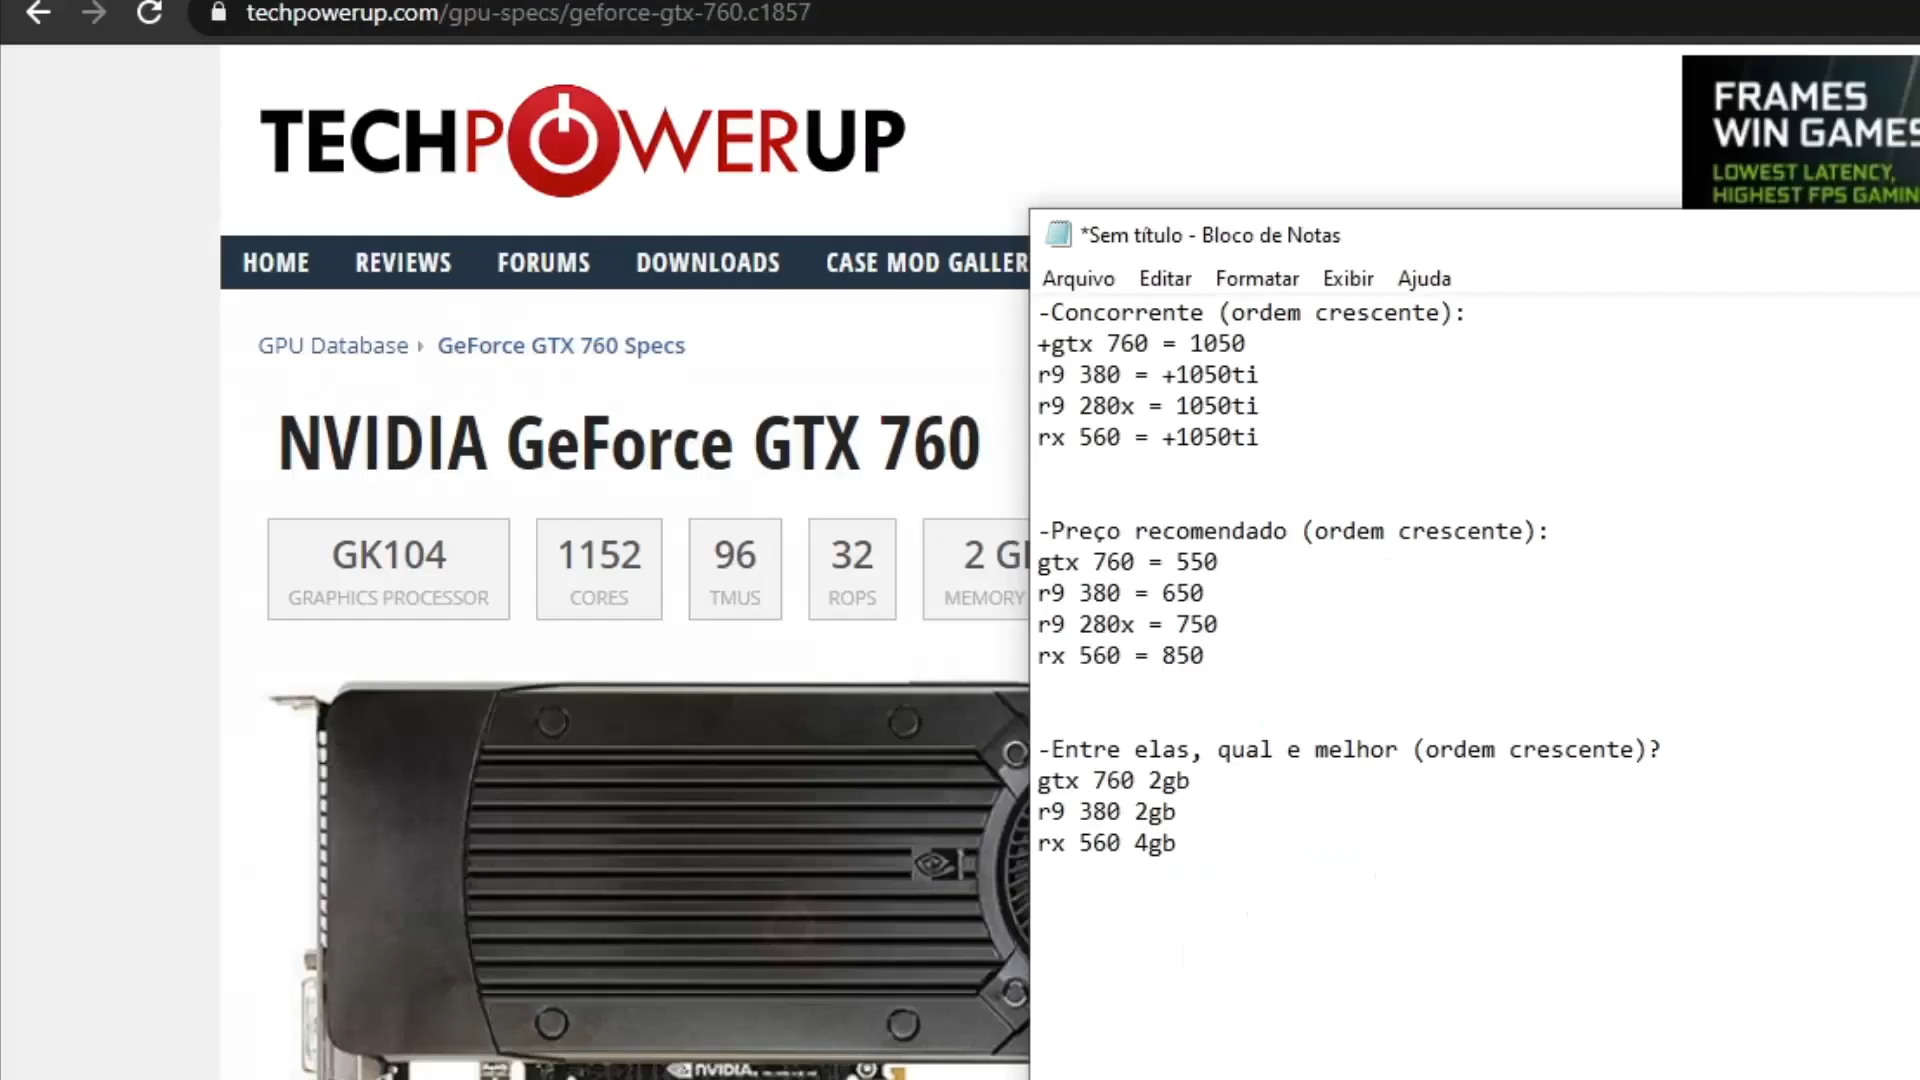 techpowerup.com/gpu-specs/geforce-gtx-760.c1857
TECHPOWERUP
FRAMES
WIN GAMES
LOWEST LATENCY,
HIGHEST FPS GAMIN
HOME REVIEWS FORUMS DOWNLOADS CASE MOD GALLER
GPU Database › GeForce GTX 760 Specs
NVIDIA GeForce GTX 760
GK104
GRAPHICS PROCESSOR
1152
CORES
96
TMUS
32
ROPS
2 G
MEMORY
NVIDIA.
*Sem título - Bloco de Notas
Arquivo Editar Formatar Exibir Ajuda
-Concorrente (ordem crescente):
+gtx 760 = 1050
r9 380 = +1050ti
r9 280x = 1050ti
rx 560 = +1050ti
-Preço recomendado (ordem crescente):
gtx 760 = 550
r9 380 = 650
r9 280x = 750
rx 560 = 850
-Entre elas, qual e melhor (ordem crescente)?
gtx 760 2gb
r9 380 2gb
rx 560 4gb